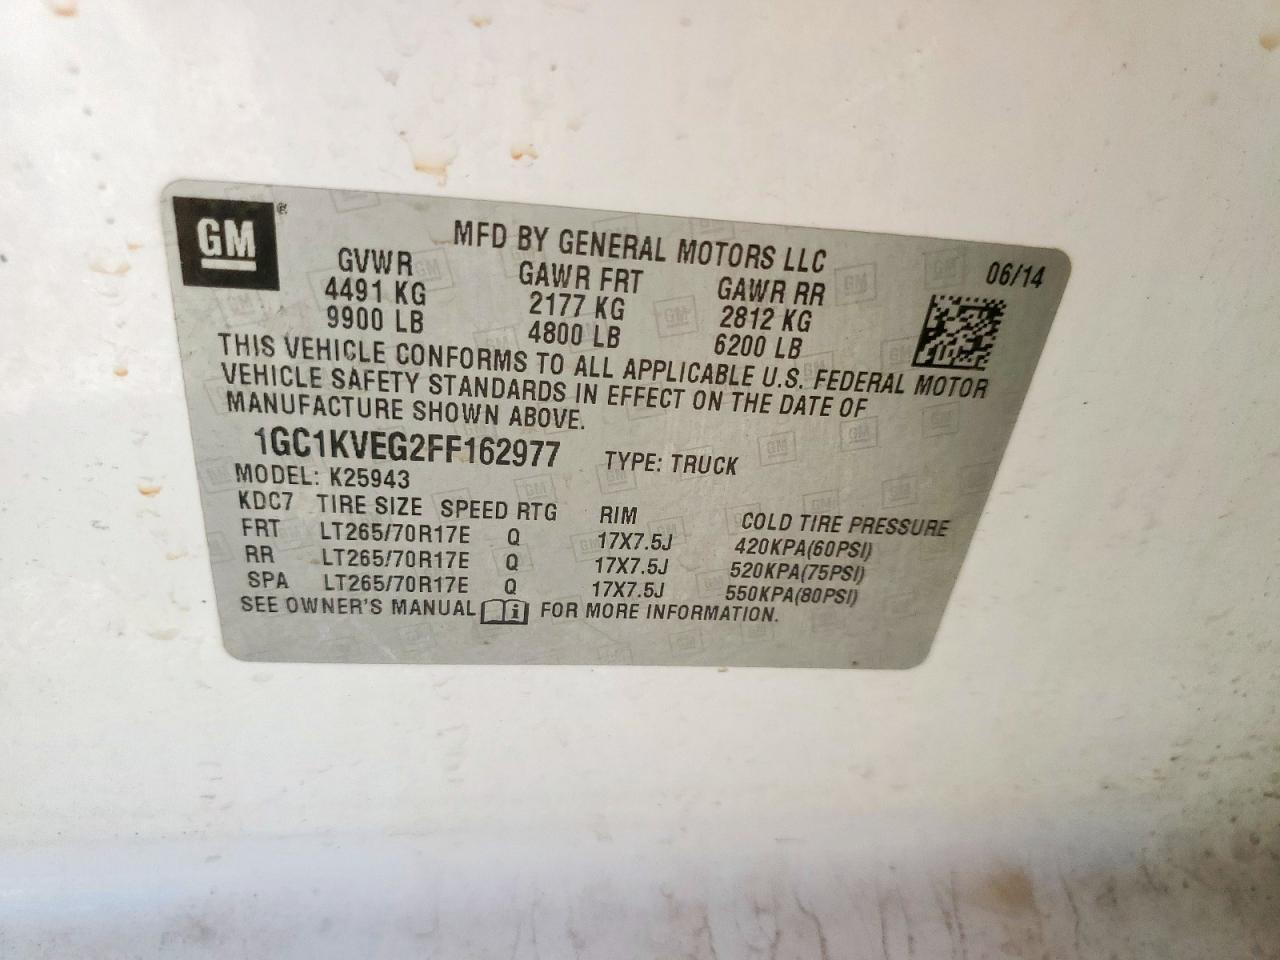 GM®
MFD BY GENERAL MOTORS LLC
06/14
GVWR GAWR FRT GAWR RR
4491 KG 2177 KG 2812 KG
9900 LB 4800 LB 6200 LB
THIS VEHICLE CONFORMS TO ALL APPLICABLE U.S. FEDERAL MOTOR
VEHICLE SAFETY STANDARDS IN EFFECT ON THE DATE OF
MANUFACTURE SHOWN ABOVE.
1GC1KVEG2FF162977 TYPE: TRUCK
MODEL: K25943
KDC7 TIRE SIZE SPEED RTG RIM COLD TIRE PRESSURE
FRT LT265/70R17E Q 17X7.5J 420KPA(60PSI)
RR LT265/70R17E Q 17X7.5J 520KPA(75PSI)
SPA LT265/70R17E Q 17X7.5J 550KPA(80PSI)
SEE OWNER'S MANUAL FOR MORE INFORMATION.